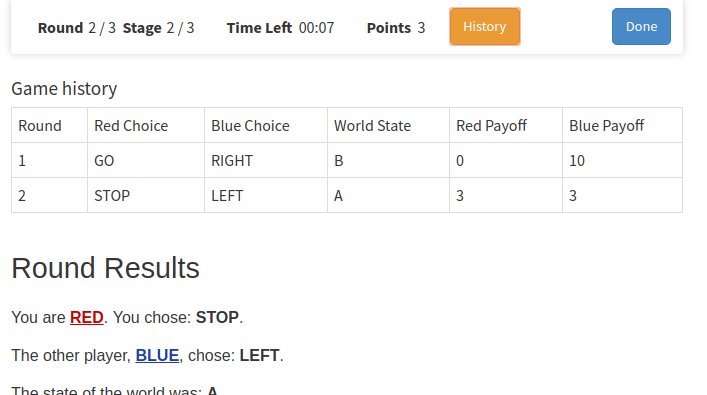 Round 2 / 3 Stage 2 / 3 Time Left 00:07 Points 3 History Done
Game history
Round Red Choice Blue Choice World State Red Payoff Blue Payoff
1 GO RIGHT B 0 10
2 STOP LEFT A 3 3
Round Results
You are RED. You chose: STOP.
The other player, BLUE, chose: LEFT.
The state of the world was: A